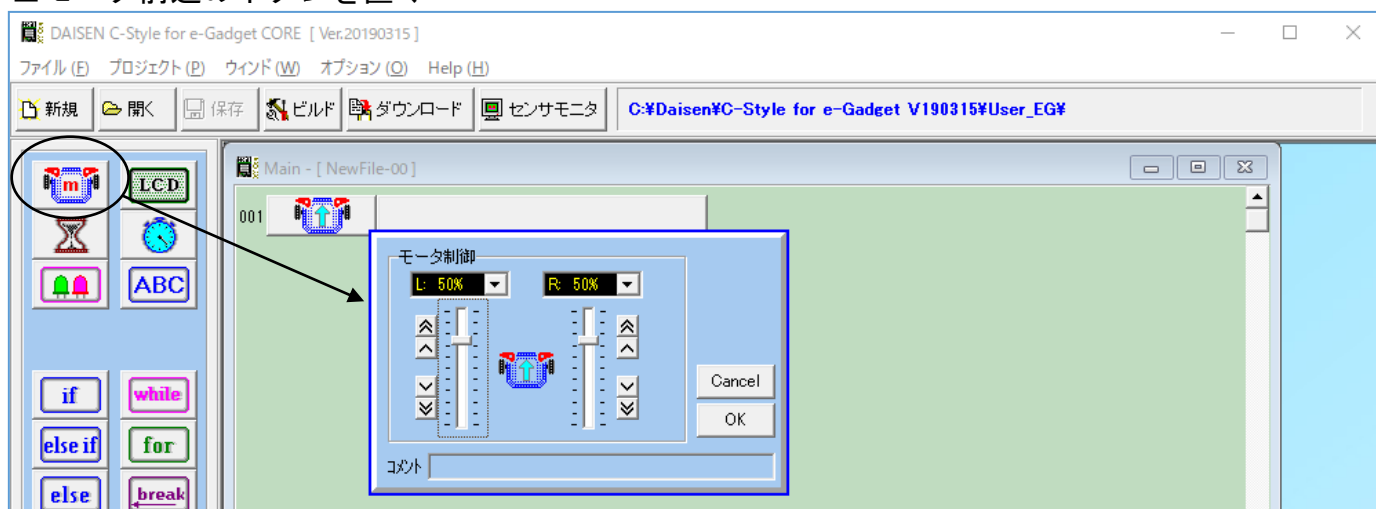 DAISEN C-Style for e-Gadget CORE [ Ver.20190315 ]
ファイル (F) プロジェクト (P) ウィンド (W) オプション (O) Help (H)
新規 開く 保存 ビルド ダウンロード センサモニタ C:¥Daisen¥C-Style for e-Gadget V190315¥User_EG¥
m LCD
Main - [ NewFile-00 ]
001
ABC
モータ制御
L: 50% R: 50%
Cancel
OK
コメント
if while
else if for
else break